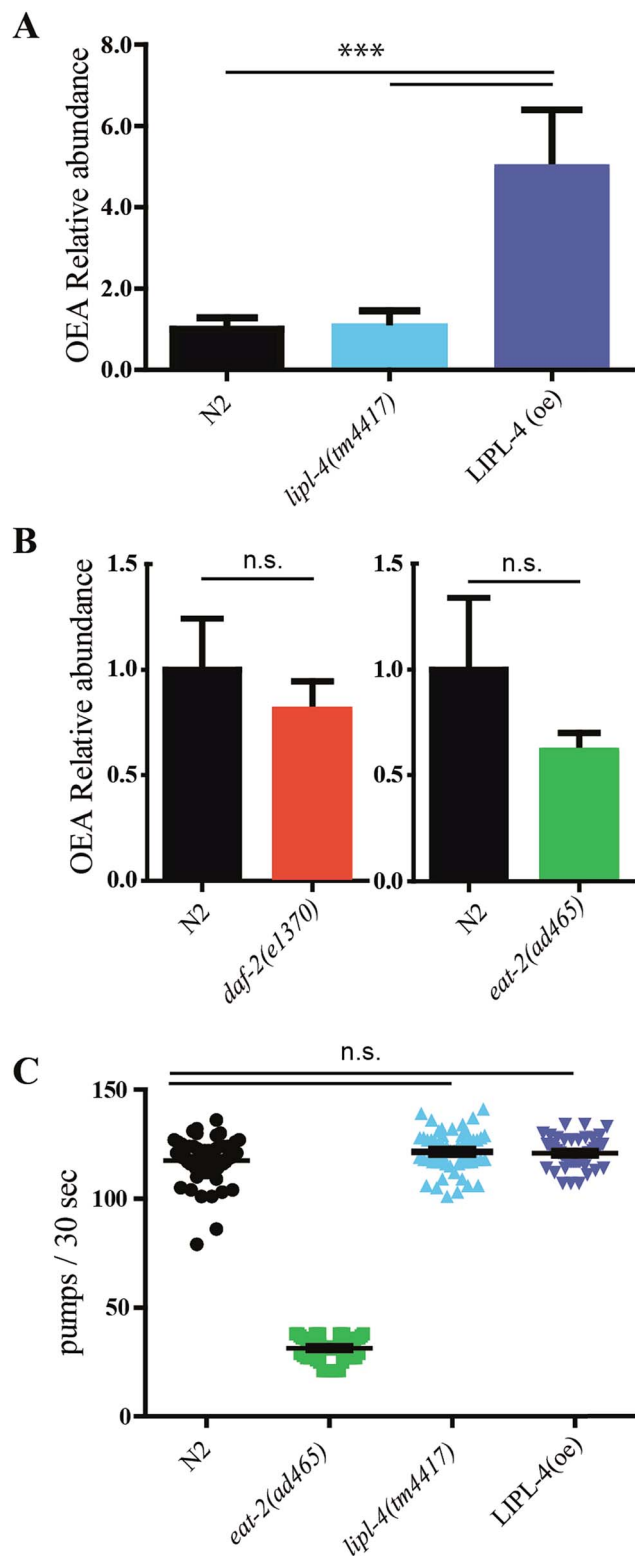 A
OEA Relative abundance
8.0
6.0
4.0
2.0
0.0
***
N2
lipl-4(tm4417)
LIPL-4 (oe)
B
OEA Relative abundance
1.5
1.0
0.5
0.0
n.s.
N2
daf-2(e1370)
1.5
1.0
0.5
0.0
n.s.
N2
eat-2(ad465)
C
n.s.
pumps / 30 sec
150
100
50
0
N2
eat-2(ad465)
lipl-4(tm4417)
LIPL-4(oe)